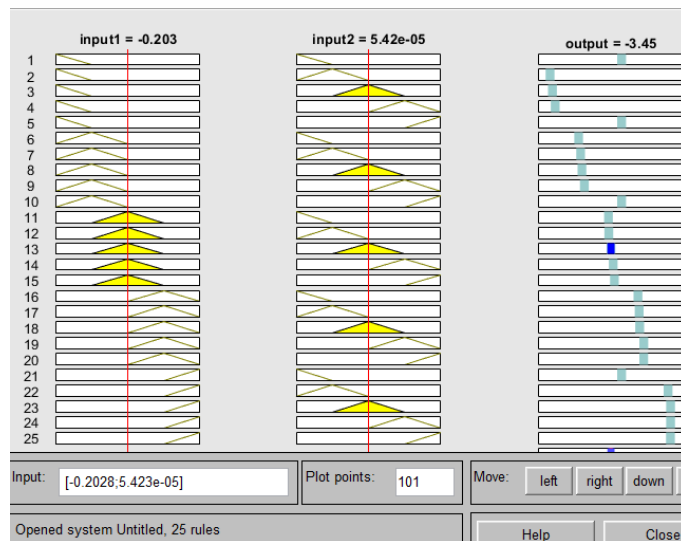 input1 = -0.203
input2 = 5.42e-05
output = -3.45
1
2
3
4
5
6
7
8
9
10
11
12
13
14
15
16
17
18
19
20
21
22
23
24
25
Input:
[-0.2028;5.423e-05]
Plot points:
101
Move:
left
right
down
Opened system Untitled, 25 rules
Help
Close